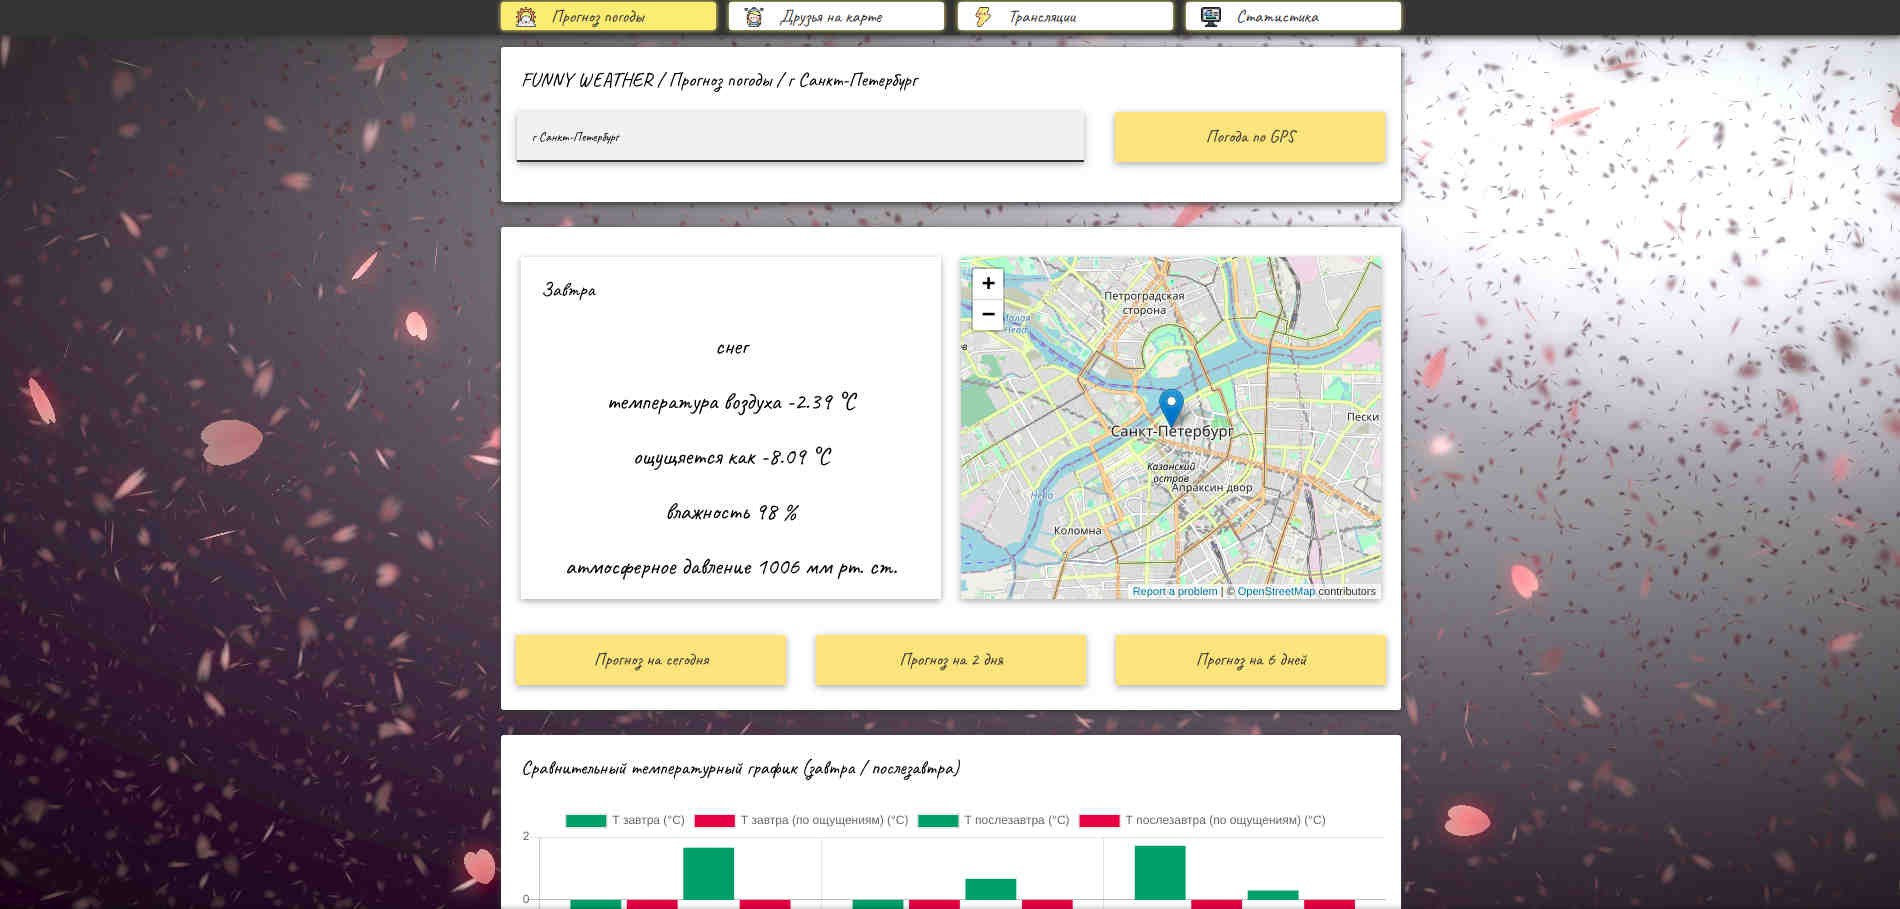 Прогноз погоды
Друзья на карте
Трансляции
Статистика
FUNNY WEATHER / Прогноз погоды / г Санкт-Петербург
г Санкт-Петербург
Погода по GPS
Завтра
снег
температура воздуха -2.39 °C
ощущяется как -8.09 °C
влажность 98 %
атмосферное давление 1006 мм рт. ст.
+
−
Петроградская
сторона
Малая
Нева
в
Пески
Санкт-Петербург
Казанский
остров
Апраксин двор
Нева
Коломна
Report a problem | © OpenStreetMap contributors
Прогноз на сегодня
Прогноз на 2 дня
Прогноз на 6 дней
Сравнительный температурный график (завтра / послезавтра)
Т завтра (°C)
Т завтра (по ощущениям) (°C)
Т послезавтра (°C)
Т послезавтра (по ощущениям) (°C)
2
0